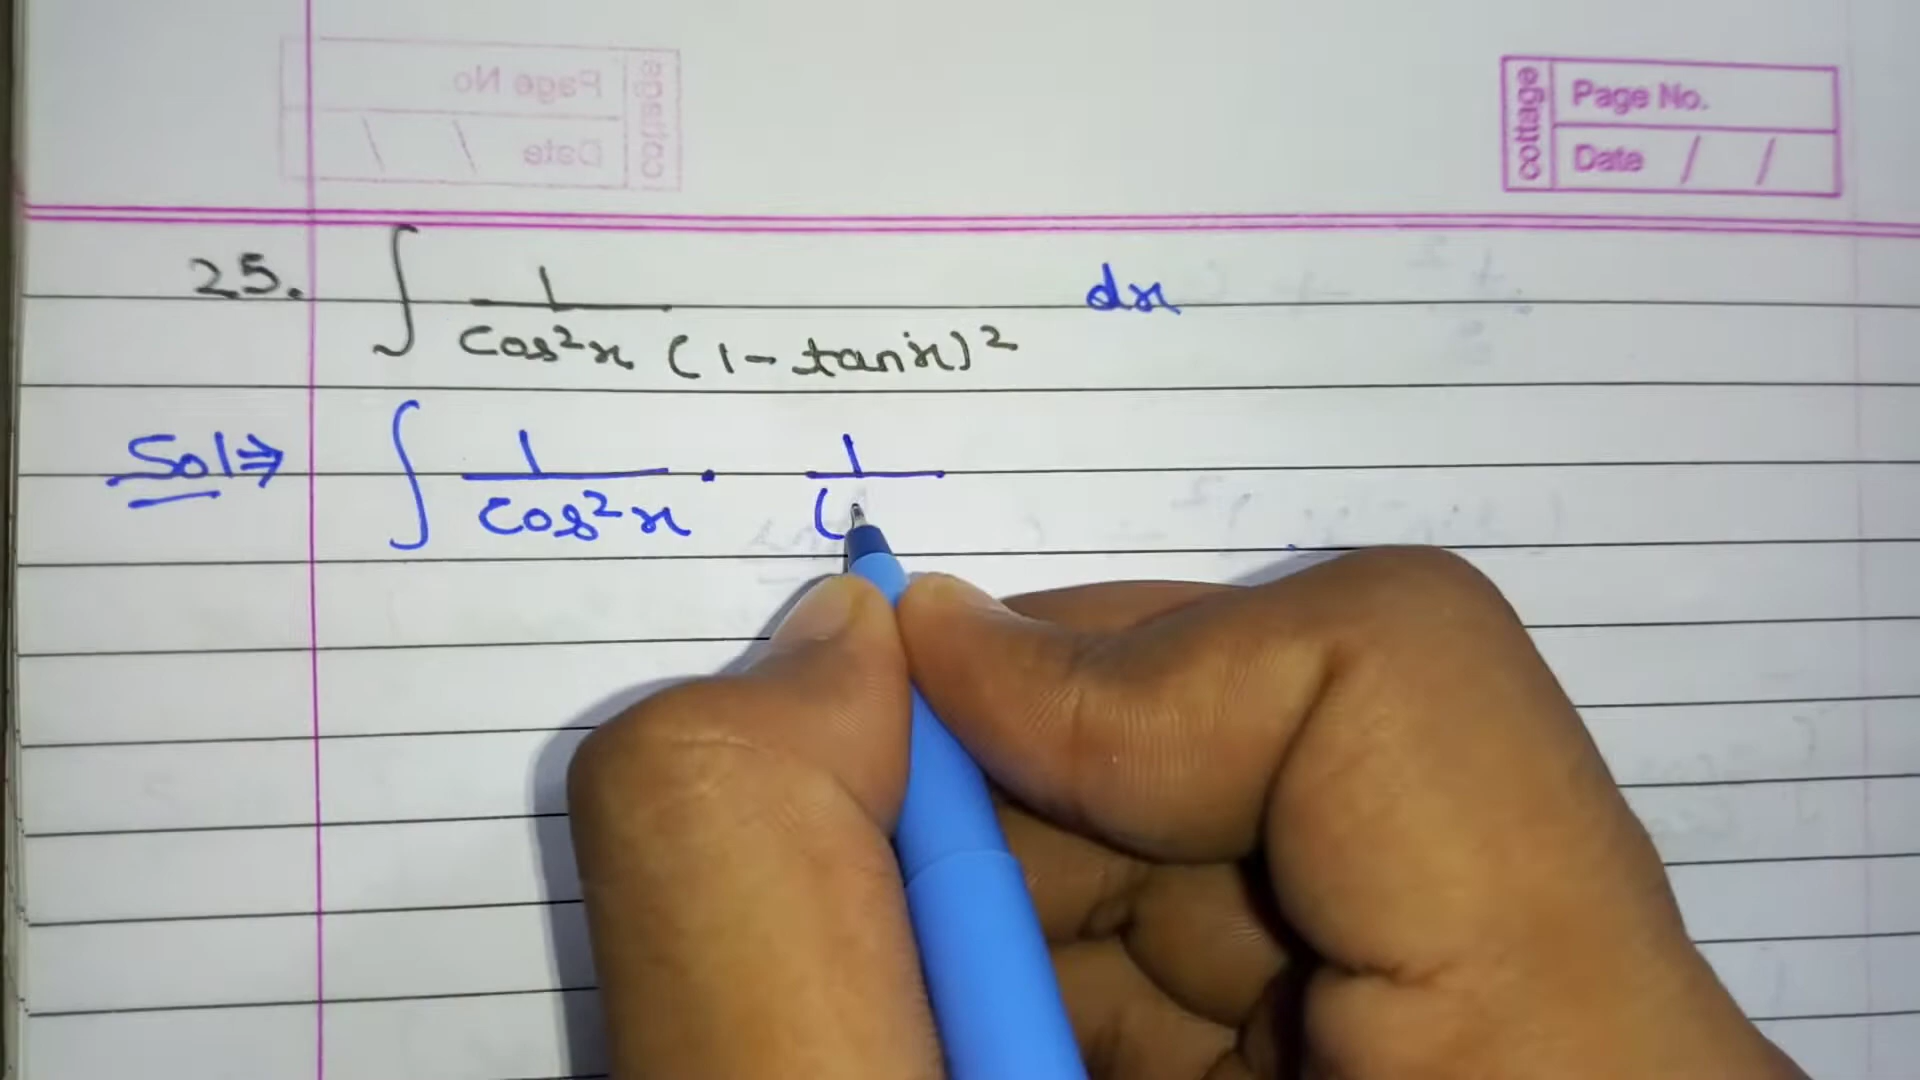 cottage
Page No.
Date / /
25. ∫ 1 / cos²x (1 - tanx)² dx
Sol ⇒ ∫ 1 / cos²x . 1 / (